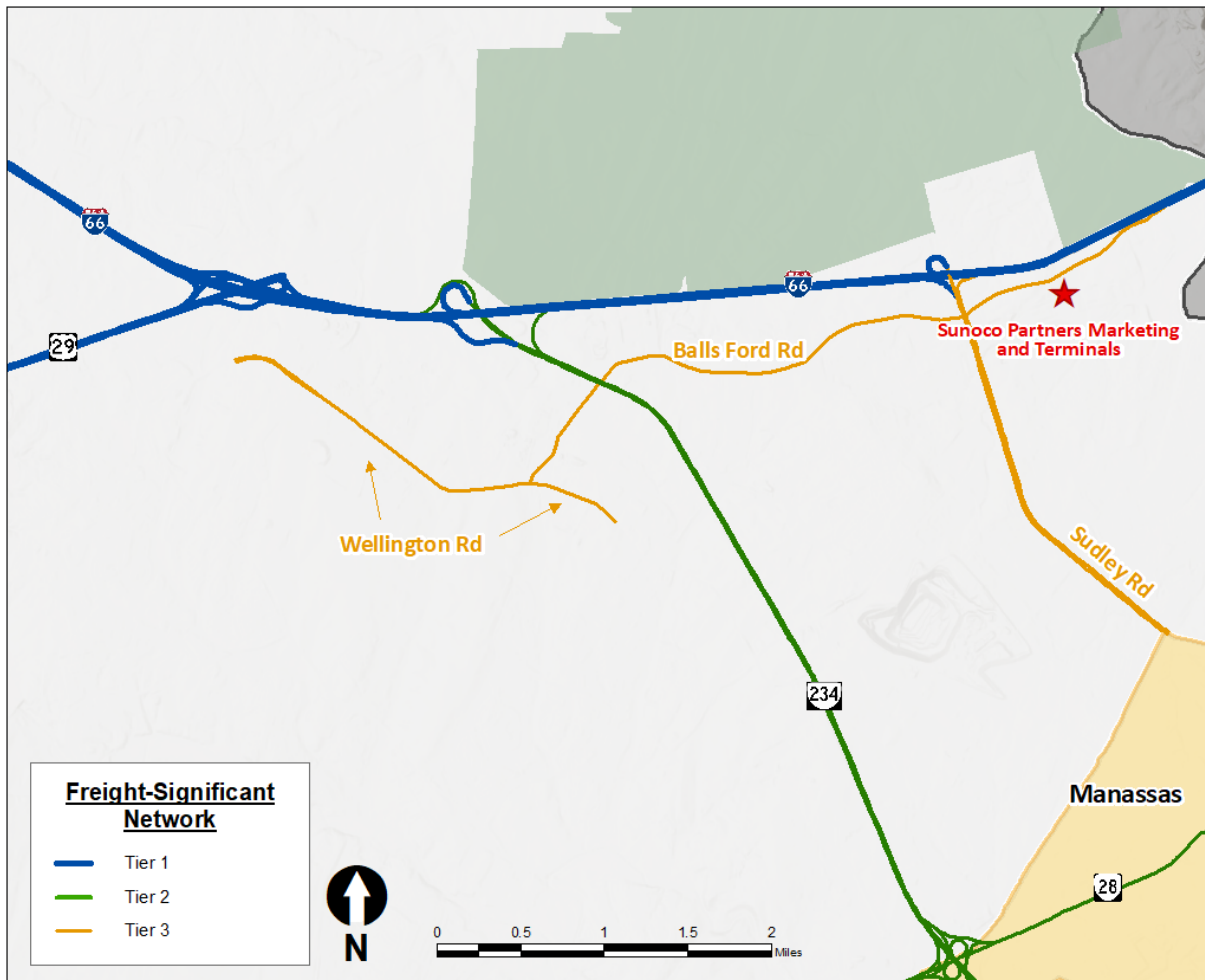 66
66
29
Balls Ford Rd
Sunoco Partners Marketing
and Terminals
Wellington Rd
Sudley Rd
234
Manassas
28
Freight-Significant
Network
Tier 1
Tier 2
Tier 3
N
0 0.5 1 1.5 2
Miles